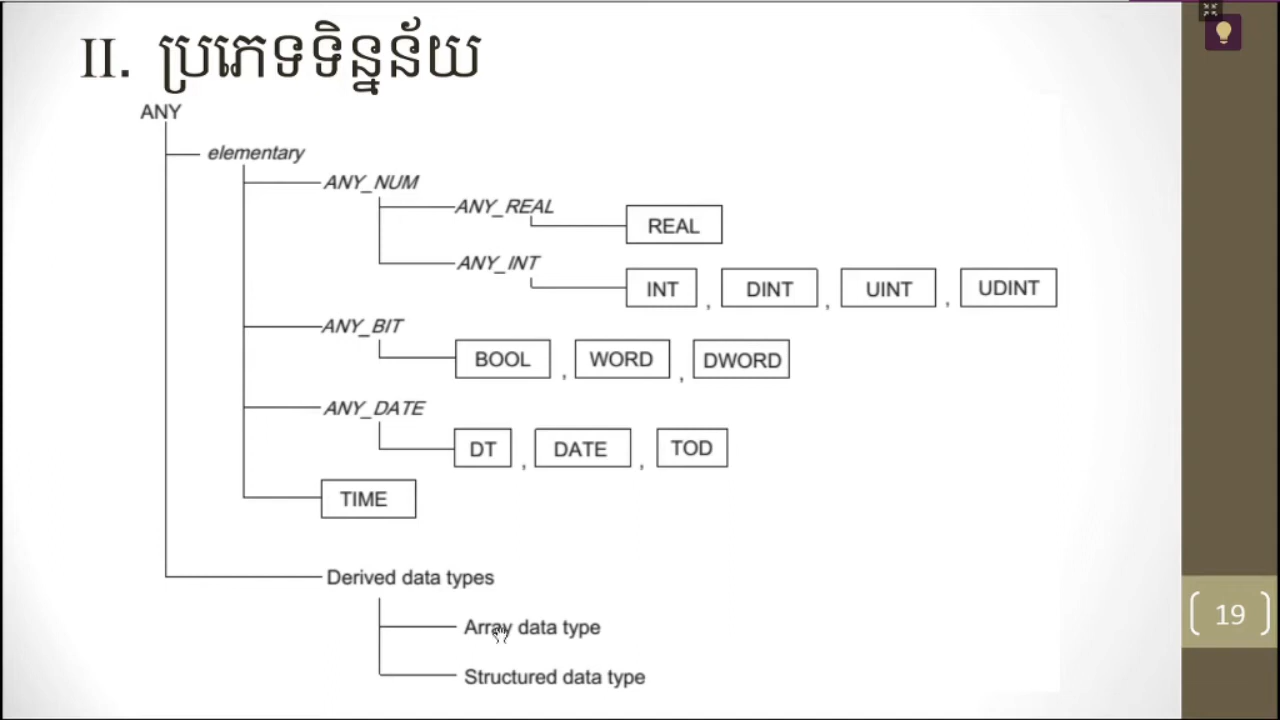 II. ប្រភេទទិន្នន័យ
ANY
elementary
ANY_NUM
ANY_REAL
REAL
ANY_INT
INT , DINT , UINT , UDINT
ANY_BIT
BOOL , WORD , DWORD
ANY_DATE
DT , DATE , TOD
TIME
Derived data types
Array data type
Structured data type
19